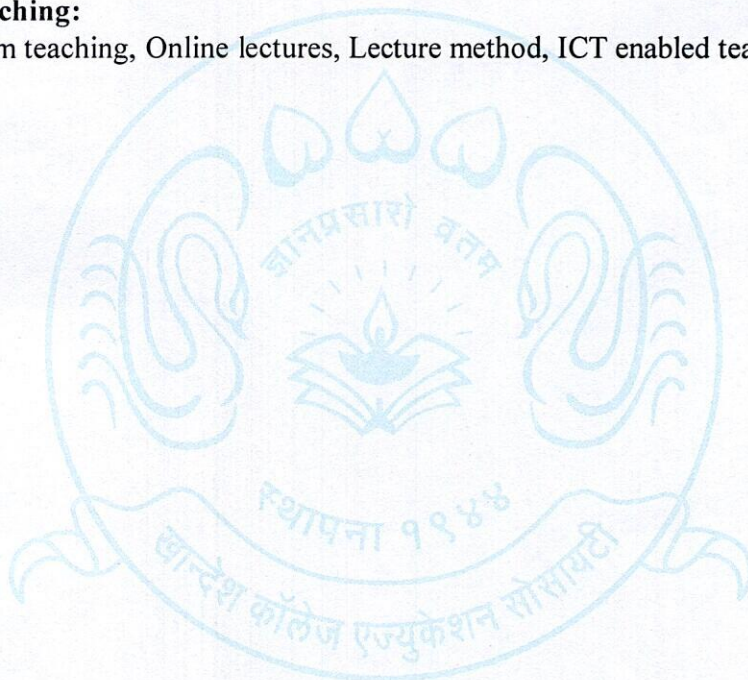 ching:
m teaching, Online lectures, Lecture method, ICT enabled tea
ज्ञानप्रसारो व्रतम
स्थापना १९४४
खान्देश कॉलेज एज्युकेशन सोसायटी